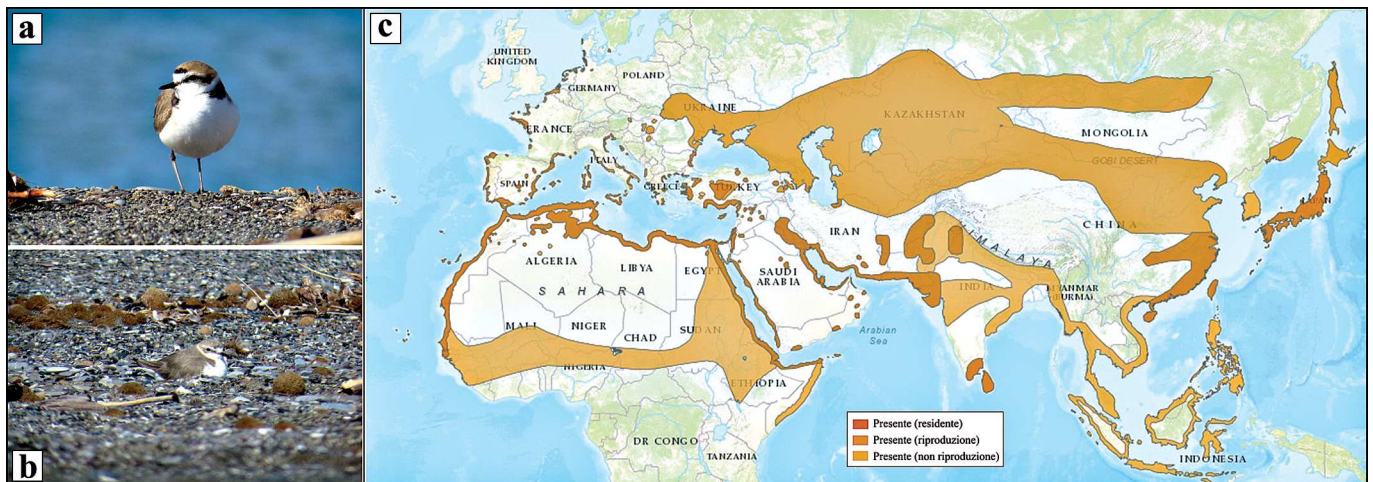 a
b
c
UNITED
KINGDOM
POLAND
GERMANY
UKRAINE
FRANCE
KAZAKHSTAN
MONGOLIA
GOBI DESERT
ITALY
SPAIN
GREECE
TURKEY
JAPAN
CHINA
IRAN
HIMALAYA
ALGERIA
LIBYA
EGYPT
SAUDI
ARABIA
SAHARA
INDIA
MYANMAR
(BURMA)
MALI
NIGER
CHAD
SUDAN
Arabian
Sea
NIGERIA
ETHIOPIA
DR CONGO
TANZANIA
INDONESIA
Presente (residente)
Presente (riproduzione)
Presente (non riproduzione)